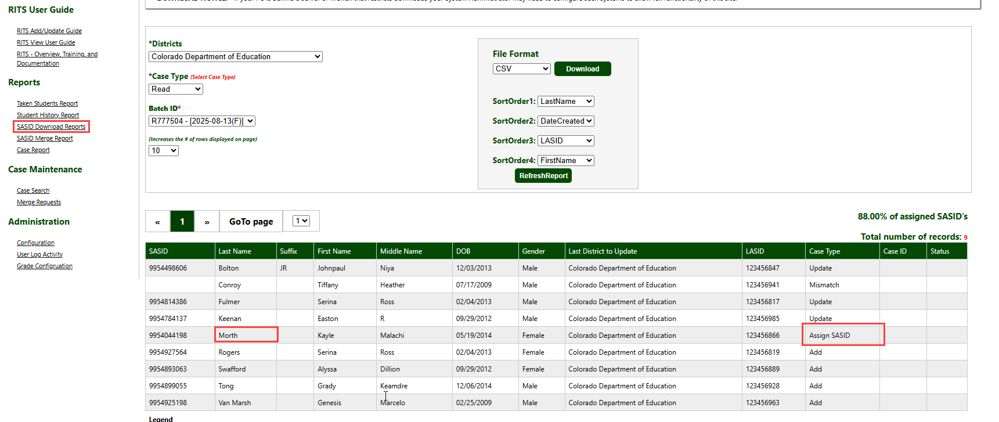 RITS User Guide
RITS Add/Update Guide
RITS View User Guide
RITS - Overview, Training, and
Documentation
Reports
Taken Students Report
Student History Report
SASID Download Reports
SASID Merge Report
Case Report
Case Maintenance
Case Search
Merge Requests
Administration
Configuration
User Log Activity
Grade Configruation
*Districts
Colorado Department of Education
*Case Type (Select Case Type)
Read
Batch ID*
R777504 - [2025-08-13(F)]
(Increases the # of rows displayed on page)
10
File Format
CSV Download
SortOrder1: LastName
SortOrder2: DateCreated
SortOrder3: LASID
SortOrder4: FirstName
RefreshReport
« 1 » GoTo page 1
88.00% of assigned SASID's
Total number of records: 9
SASID Last Name Suffix First Name Middle Name DOB Gender Last District to Update LASID Case Type Case ID Status
9954498606 Bolton JR Johnpaul Niya 12/03/2013 Male Colorado Department of Education 123456847 Update
Conroy Tiffany Heather 07/17/2009 Male Colorado Department of Education 123456941 Mismatch
9954814386 Fulmer Serina Ross 02/04/2013 Male Colorado Department of Education 123456817 Update
9954784137 Keenan Easton R 09/29/2012 Male Colorado Department of Education 123456985 Update
9954044198 Morth Kayle Malachi 05/19/2014 Female Colorado Department of Education 123456866 Assign SASID
9954927564 Rogers Serina Ross 02/04/2013 Female Colorado Department of Education 123456819 Add
9954893063 Swafford Alyssa Dillion 09/29/2012 Female Colorado Department of Education 123456889 Add
9954899055 Tong Grady Keamdre 12/06/2014 Male Colorado Department of Education 123456928 Add
9954925198 Van Marsh Genesis Marcelo 02/25/2009 Male Colorado Department of Education 123456963 Add
Legend